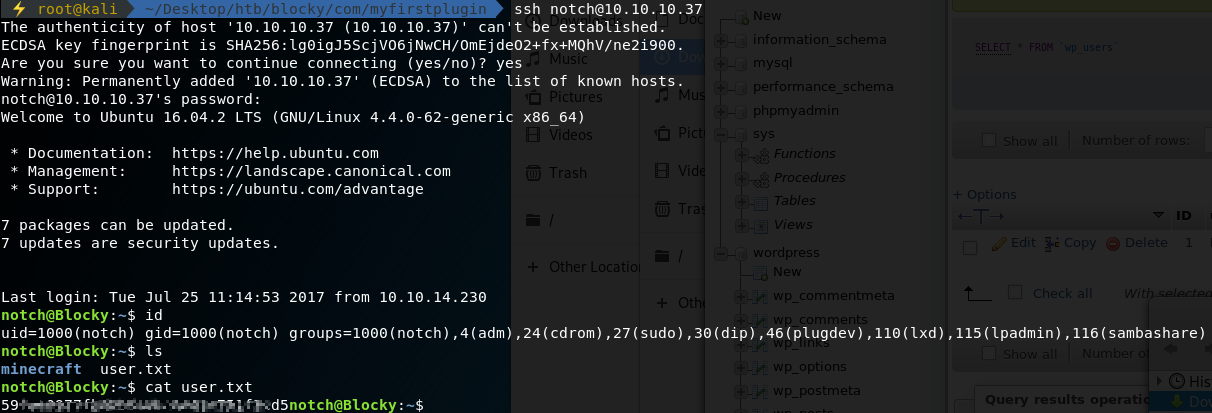 ⚡ root@kali ~/Desktop/htb/blocky/com/myfirstplugin ssh notch@10.10.10.37
The authenticity of host '10.10.10.37 (10.10.10.37)' can't be established.
ECDSA key fingerprint is SHA256:lg0igJ5ScjVO6jNwCH/OmEjdeO2+fx+MQhV/ne2i900.
Are you sure you want to continue connecting (yes/no)? yes
Warning: Permanently added '10.10.10.37' (ECDSA) to the list of known hosts.
notch@10.10.10.37's password:
Welcome to Ubuntu 16.04.2 LTS (GNU/Linux 4.4.0-62-generic x86_64)
* Documentation: https://help.ubuntu.com
* Management: https://landscape.canonical.com
* Support: https://ubuntu.com/advantage
7 packages can be updated.
7 updates are security updates.
Last login: Tue Jul 25 11:14:53 2017 from 10.10.14.230
notch@Blocky:~$ id
uid=1000(notch) gid=1000(notch) groups=1000(notch),4(adm),24(cdrom),27(sudo),30(dip),46(plugdev),110(lxd),115(lpadmin),116(sambashare)
notch@Blocky:~$ ls
minecraft user.txt
notch@Blocky:~$ cat user.txt
notch@Blocky:~$
Music
Pictures
Videos
Trash
/
+ Other Location
Mus
Pict
Vide
Tras
/
+ Othe
New
information_schema
mysql
performance_schema
phpmyadmin
sys
Functions
Procedures
Tables
Views
wordpress
New
wp_commentmeta
wp_comments
wp_links
wp_options
wp_postmeta
SELECT * FROM `wp_users`
Show all Number of rows:
+ Options
←T→ ID
Edit Copy Delete 1
Check all With selected
Show all Number of
Query results operatio
His
Dow